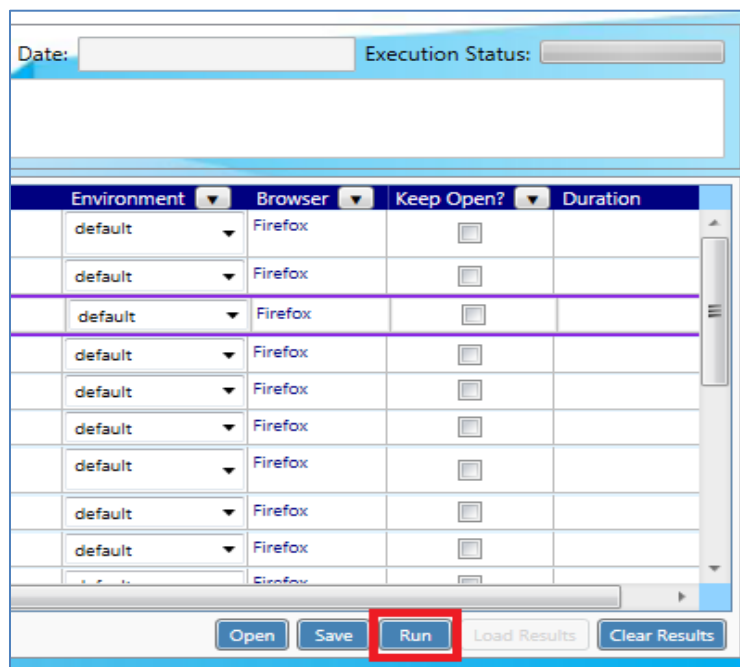 Date: Execution Status:
Environment Browser Keep Open? Duration
default Firefox
default Firefox
default Firefox
default Firefox
default Firefox
default Firefox
default Firefox
default Firefox
default Firefox
Open Save Run Load Results Clear Results